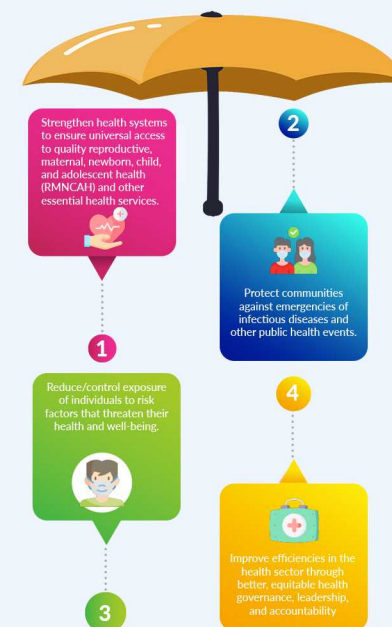 Strengthen health systems
to ensure universal access
to quality reproductive,
maternal, newborn, child,
and adolescent health
(RMNCAH) and other
essential health services.
1
2
Protect communities
against emergencies of
infectious diseases and
other public health events.
Reduce/control exposure
of individuals to risk
factors that threaten their
health and well-being.
3
4
Improve efficiencies in the
health sector through
better, equitable health
governance, leadership,
and accountability